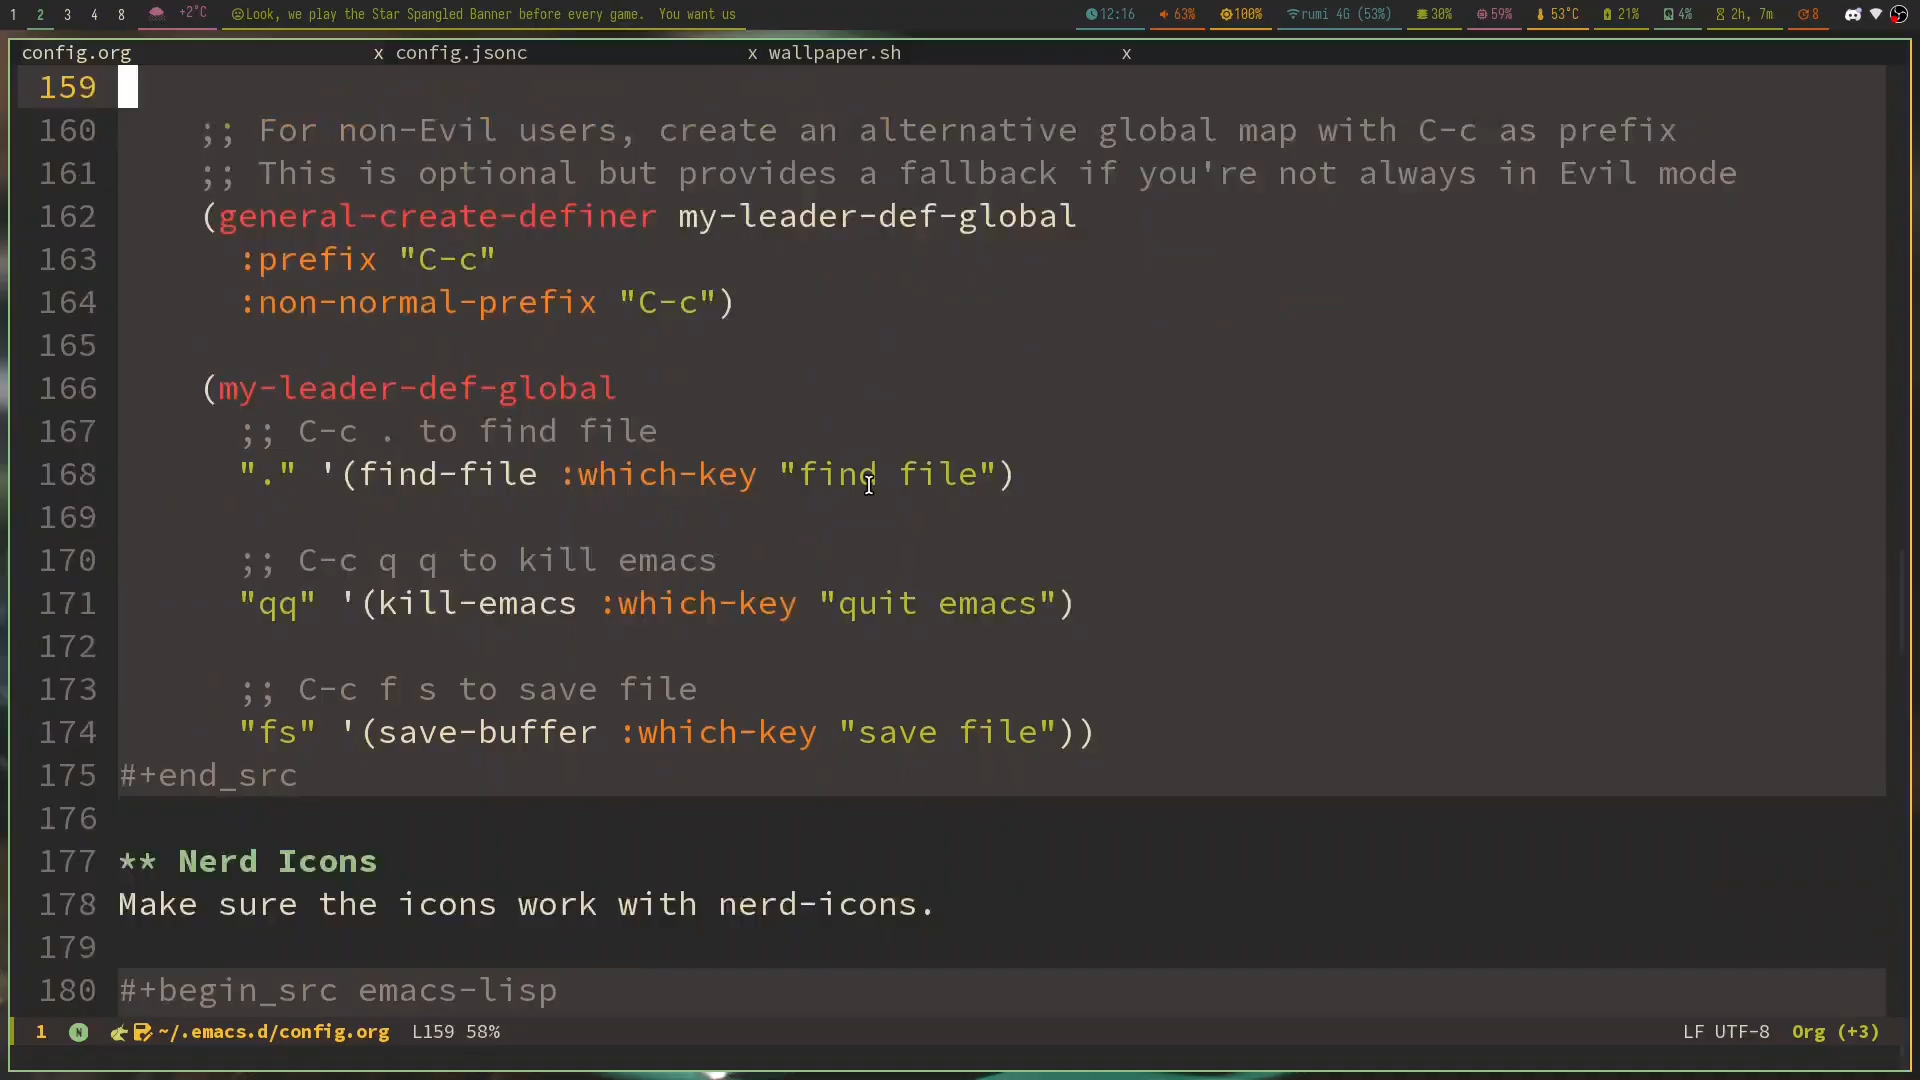 1 2 3 4 8 +2°C Look, we play the Star Spangled Banner before every game. You want us 12:16 63% 100% rumi 4G (53%) 30% 59% 53°C 21% 4% 2h, 7m 8
config.org x config.jsonc x wallpaper.sh x
159
160 ;; For non-Evil users, create an alternative global map with C-c as prefix
161 ;; This is optional but provides a fallback if you're not always in Evil mode
162 (general-create-definer my-leader-def-global
163 :prefix "C-c"
164 :non-normal-prefix "C-c")
165
166 (my-leader-def-global
167 ;; C-c . to find file
168 "." '(find-file :which-key "find file")
169
170 ;; C-c q q to kill emacs
171 "qq" '(kill-emacs :which-key "quit emacs")
172
173 ;; C-c f s to save file
174 "fs" '(save-buffer :which-key "save file"))
175 #+end_src
176
177 ** Nerd Icons
178 Make sure the icons work with nerd-icons.
179
180 #+begin_src emacs-lisp
1 N ~/.emacs.d/config.org L159 58% LF UTF-8 Org (+3)